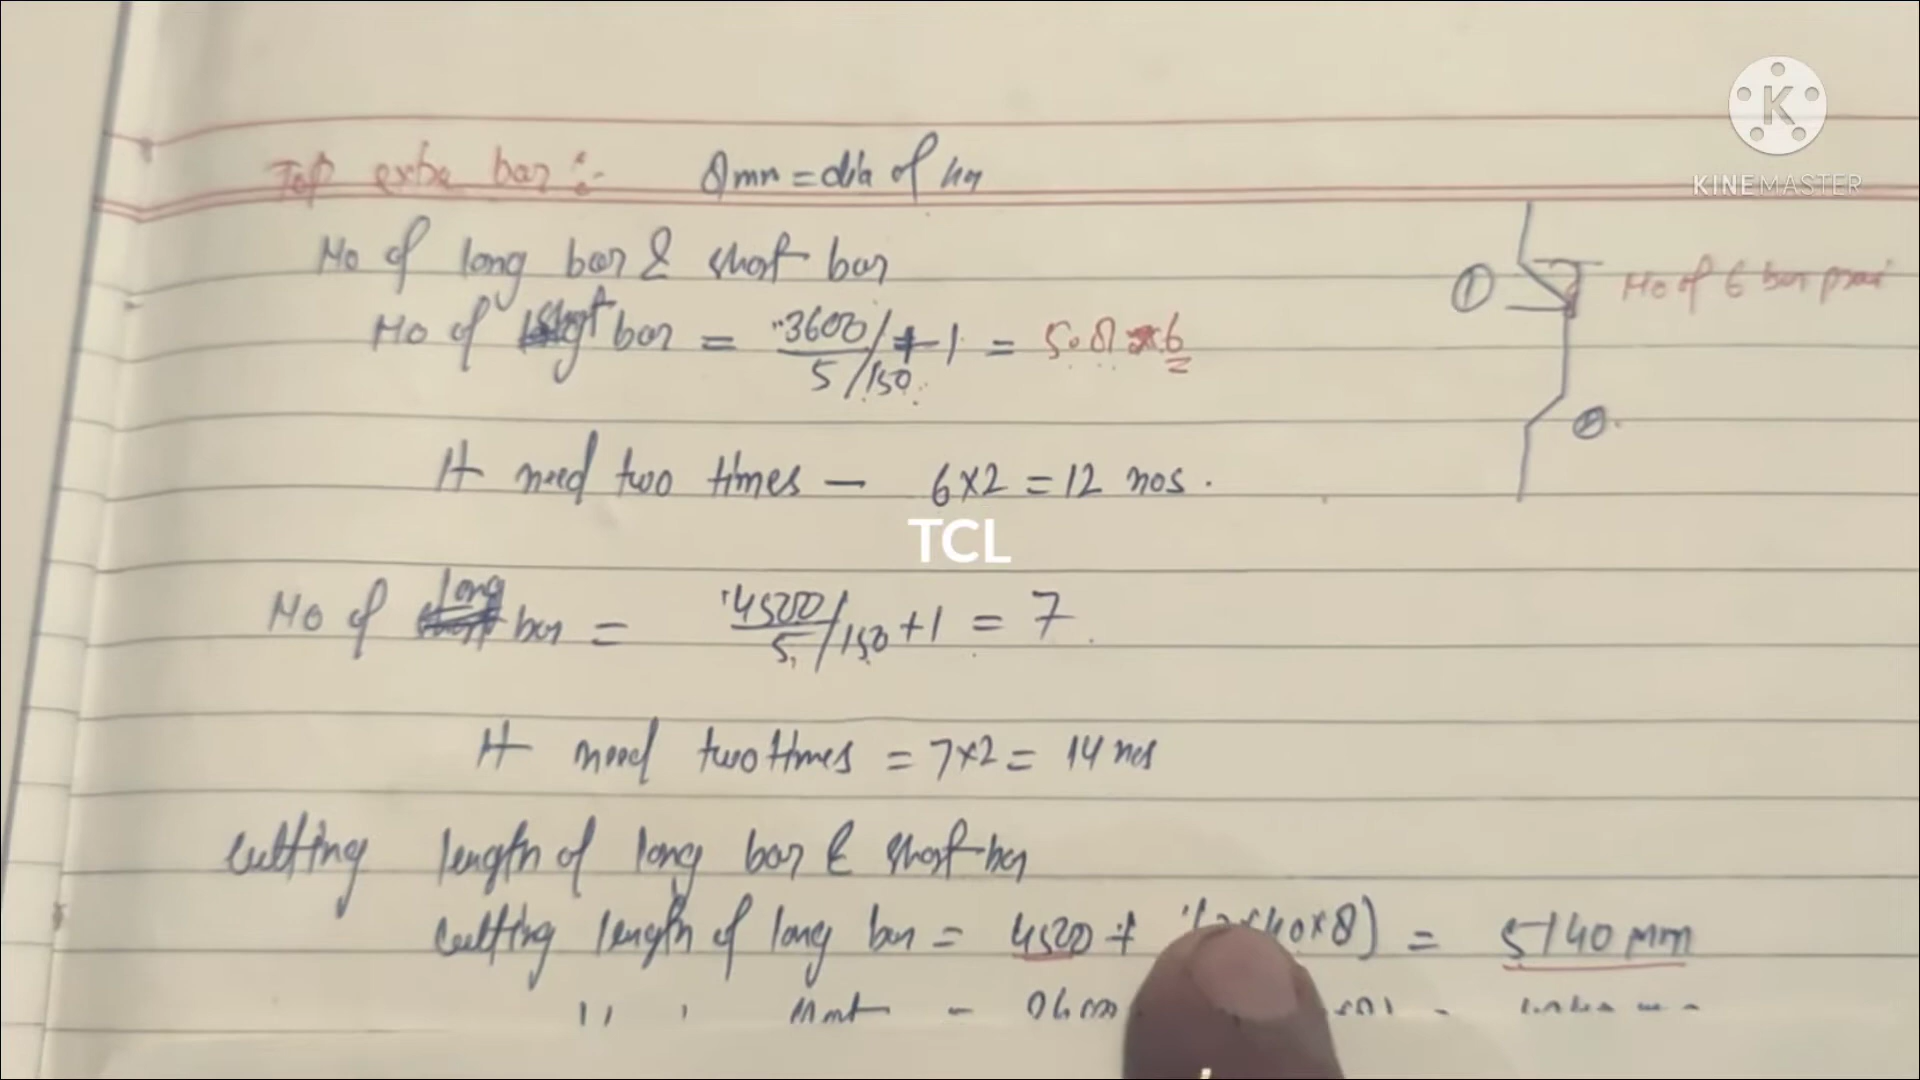 Top extra bar :-   8mm = dia of bar
No of long bar & short bar
No of short bar = 3600/5/150 + 1 = 5.8 ≈ 6
① No of 6 bar
②
It need two times – 6×2 = 12 nos.
TCL
No of long bar = 4500/5/150 + 1 = 7
It need two times = 7×2 = 14 nos
Cutting length of long bar & short bar
Cutting length of long bar = 4500 + 40×8) = 5140 mm
KINEMASTER